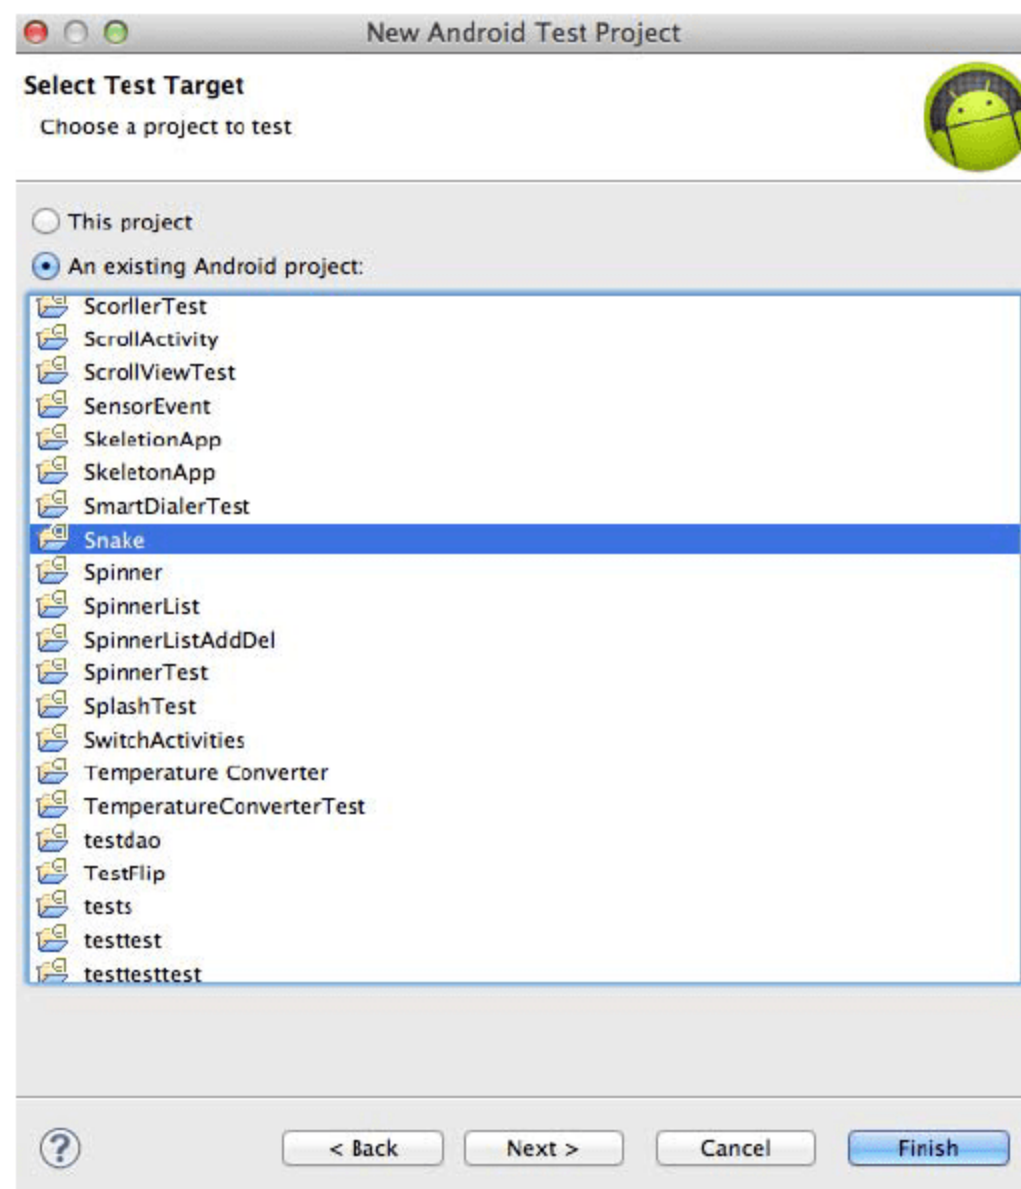 New Android Test Project
Select Test Target
Choose a project to test
This project
An existing Android project:
ScorllerTest
ScrollActivity
ScrollViewTest
SensorEvent
SkeletionApp
SkeletonApp
SmartDialerTest
Snake
Spinner
SpinnerList
SpinnerListAddDel
SpinnerTest
SplashTest
SwitchActivities
Temperature Converter
TemperatureConverterTest
testdao
TestFlip
tests
testtest
testtesttest
? < Back Next > Cancel Finish